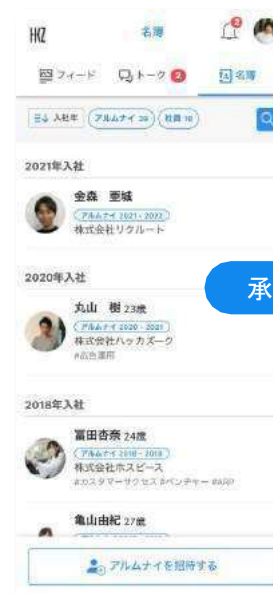 HKZ
名簿
2
フィード
トーク 2
名簿
入社年
アルムナイ 39
社員 10
2021年入社
金森 亜城
アルムナイ 2021 - 2022
株式会社リクルート
2020年入社
丸山 樹 23歳
アルムナイ 2020 - 2021
株式会社ハッカズーク
#広告運用
承
2018年入社
冨田杏奈 24歳
アルムナイ 2018 - 2018
株式会社ホスピース
#カスタマーサクセス #ベンチャー
亀山由紀 27歳
アルムナイを招待する